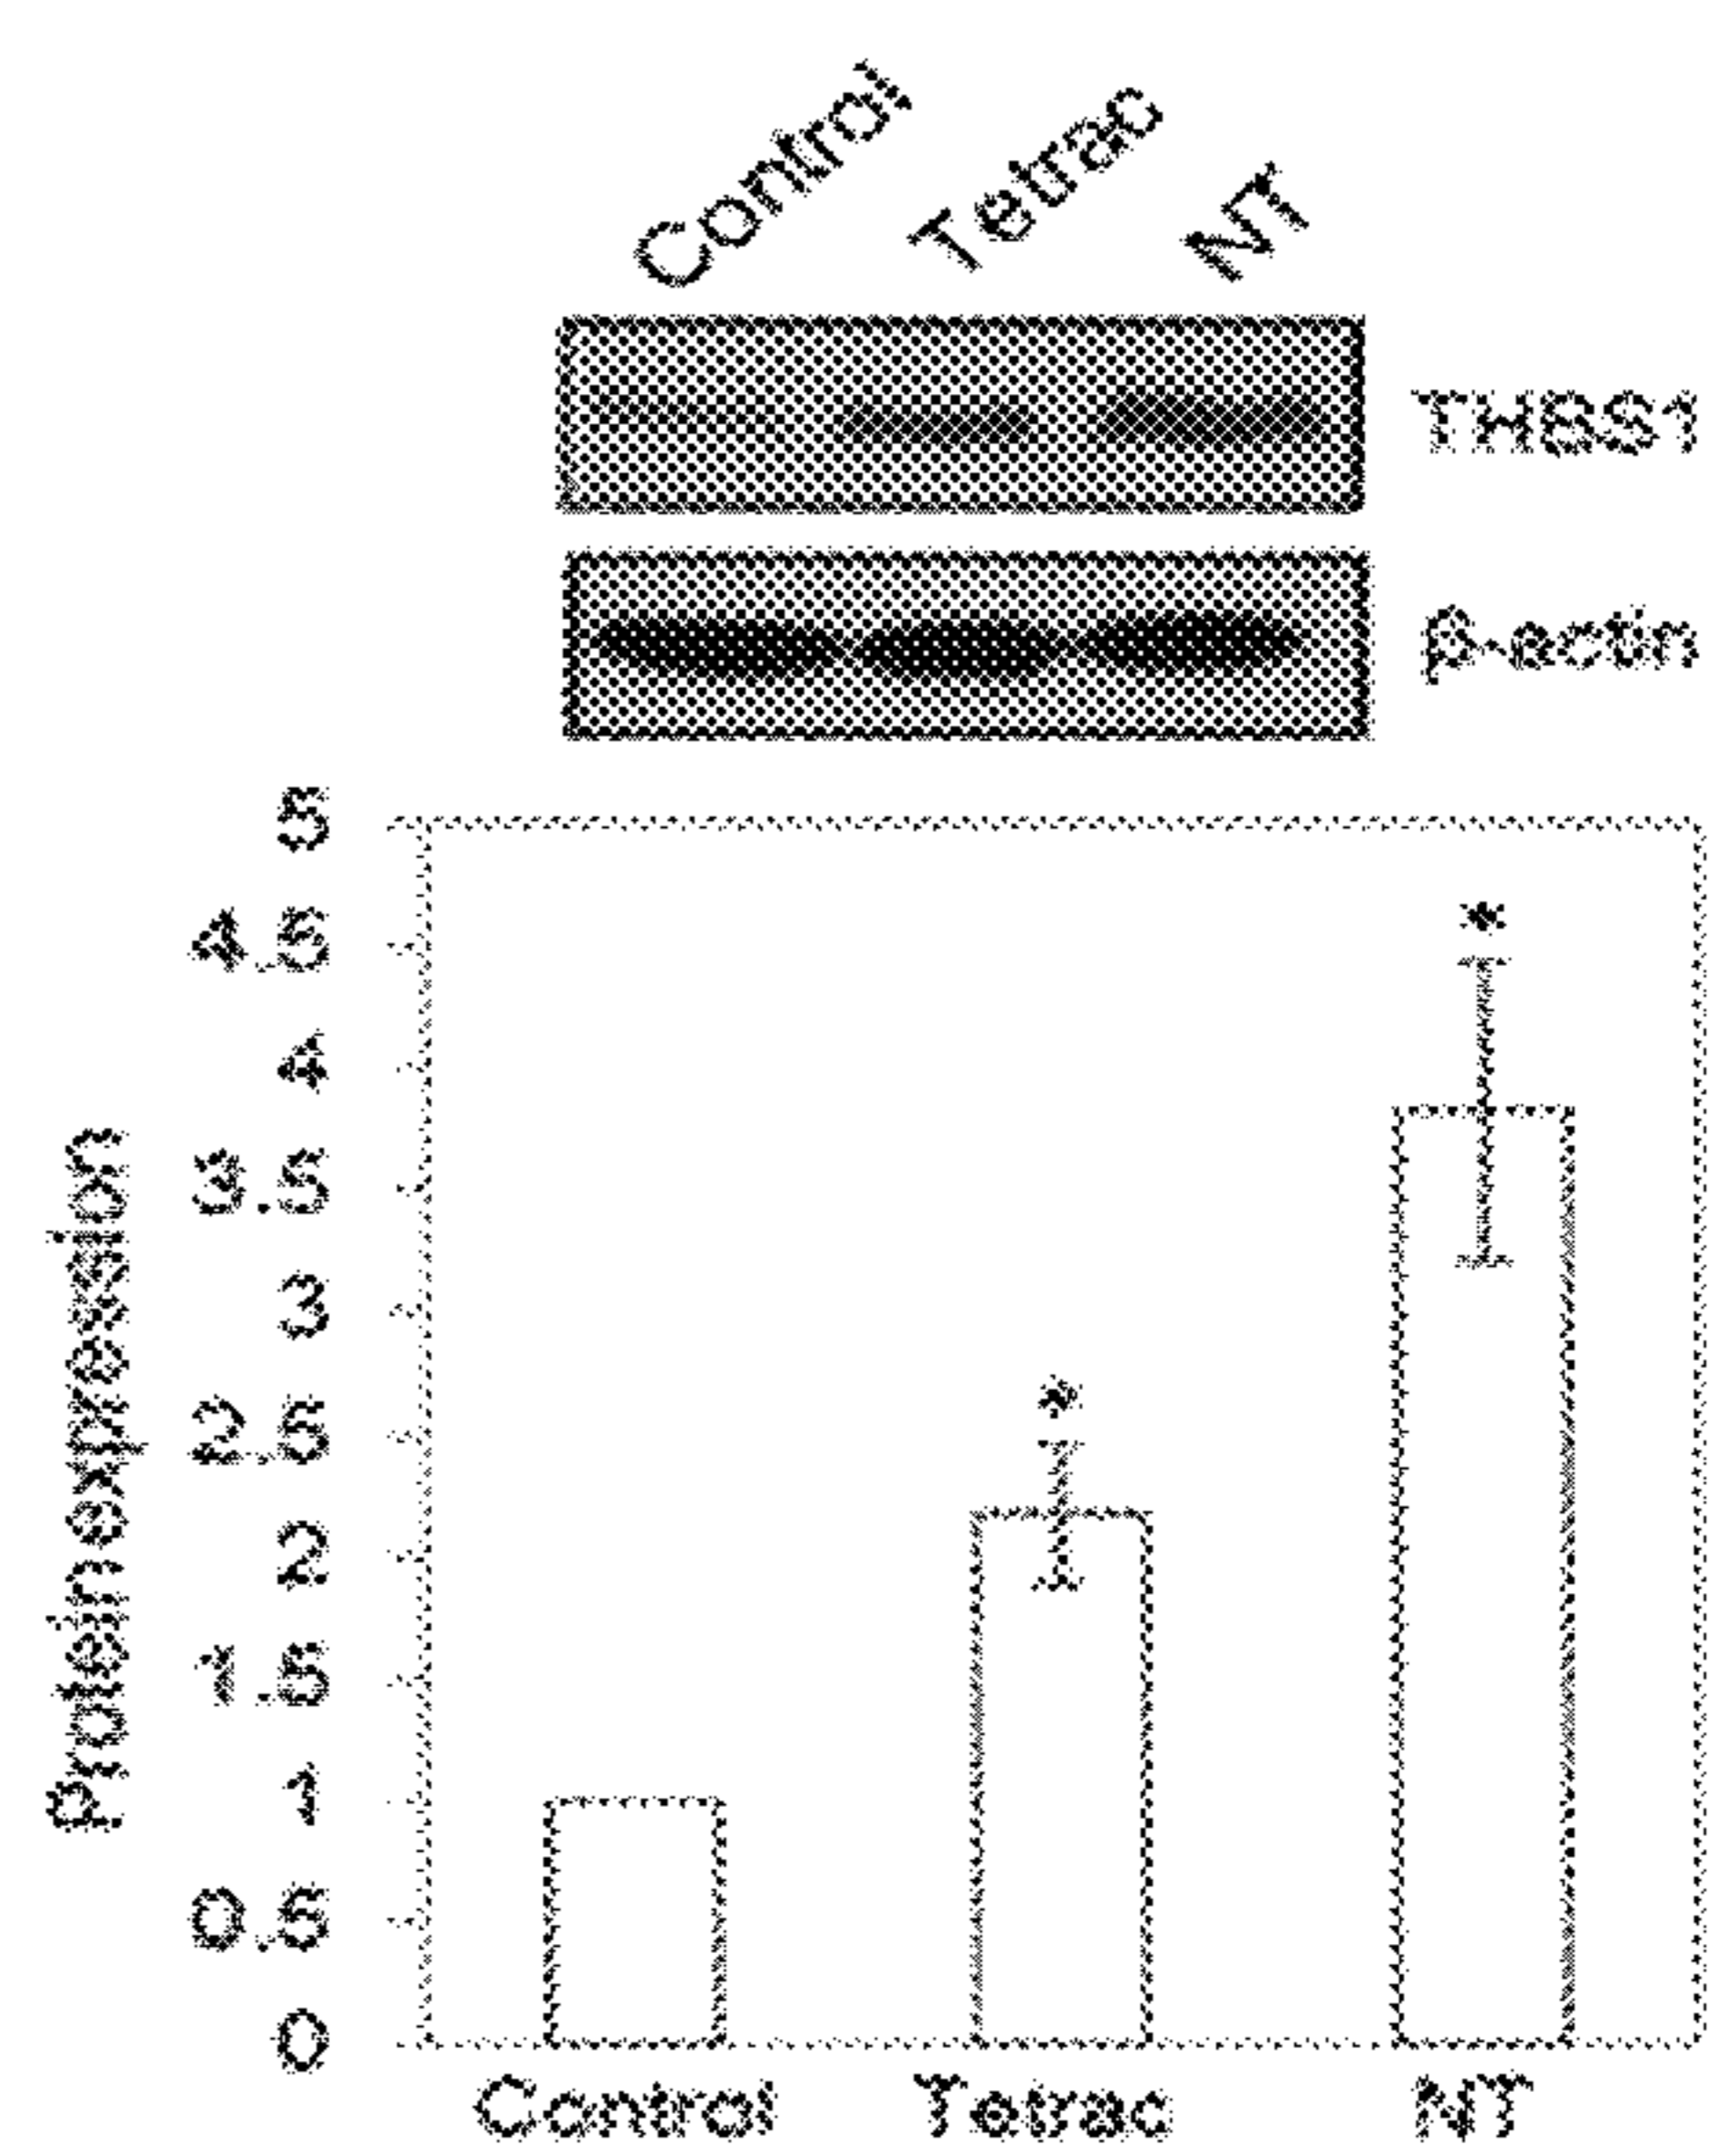 Control Tetrac NT
THBS1
β-actin
Protein expression
5
4.5
4
3.5
3
2.5
2
1.5
1
0.5
0
*
*
Control Tetrac NT